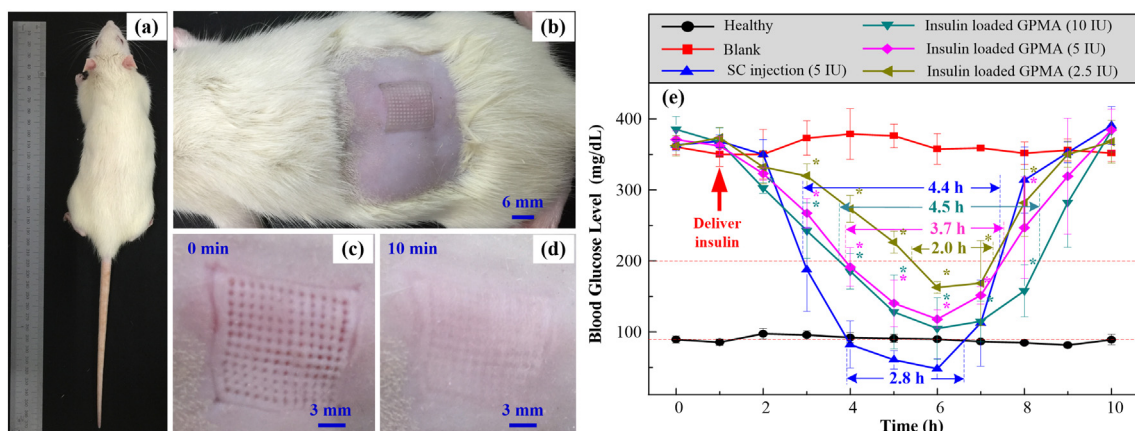 (a)
(b)
6 mm
0 min
(c)
3 mm
10 min
(d)
3 mm
Healthy
Blank
SC injection (5 IU)
Insulin loaded GPMA (10 IU)
Insulin loaded GPMA (5 IU)
Insulin loaded GPMA (2.5 IU)
(e)
Blood Glucose Level (mg/dL)
400
300
200
100
0
Deliver
insulin
4.4 h
4.5 h
3.7 h
2.0 h
2.8 h
0 2 4 6 8 10
Time (h)